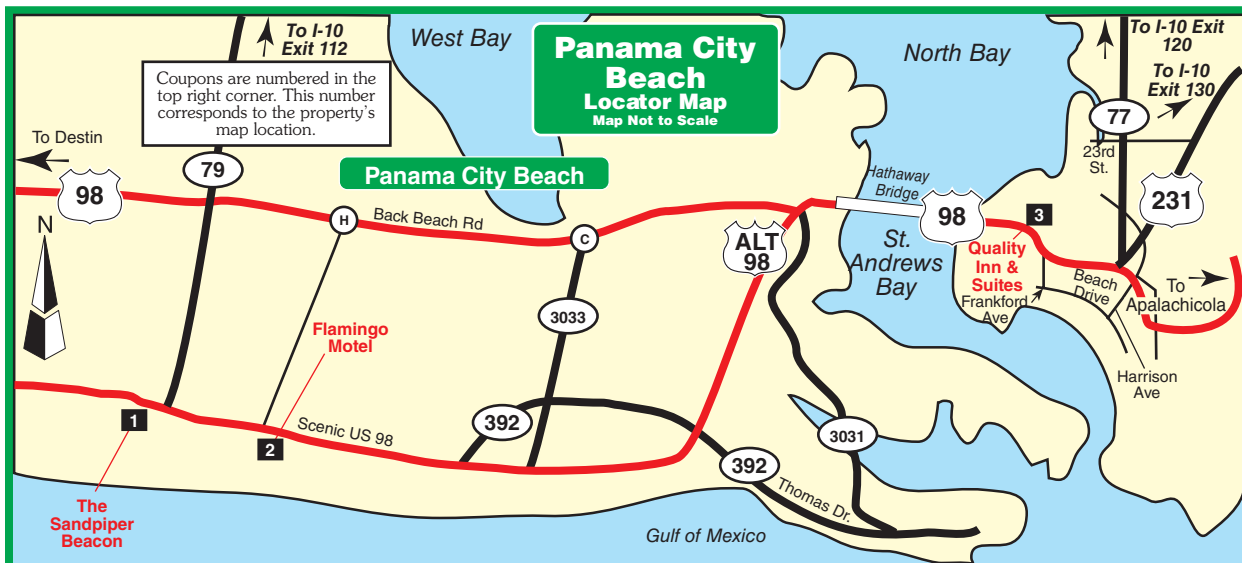 To I-10
Exit 112
West Bay
Panama City
Beach
Locator Map
Map Not to Scale
North Bay
To I-10 Exit
120
To I-10
Exit 130
Coupons are numbered in the
top right corner. This number
corresponds to the property's
map location.
To Destin
79
77
23rd
St.
Panama City Beach
98
Hathaway
Bridge
98
231
N
H
Back Beach Rd
C
ALT
98
3
St.
Andrews
Bay
Quality
Inn &
Suites
Frankford
Ave
Beach
Drive
To
Apalachicola
3033
Flamingo
Motel
Harrison
Ave
1
2
Scenic US 98
392
3031
392
Thomas Dr.
The
Sandpiper
Beacon
Gulf of Mexico